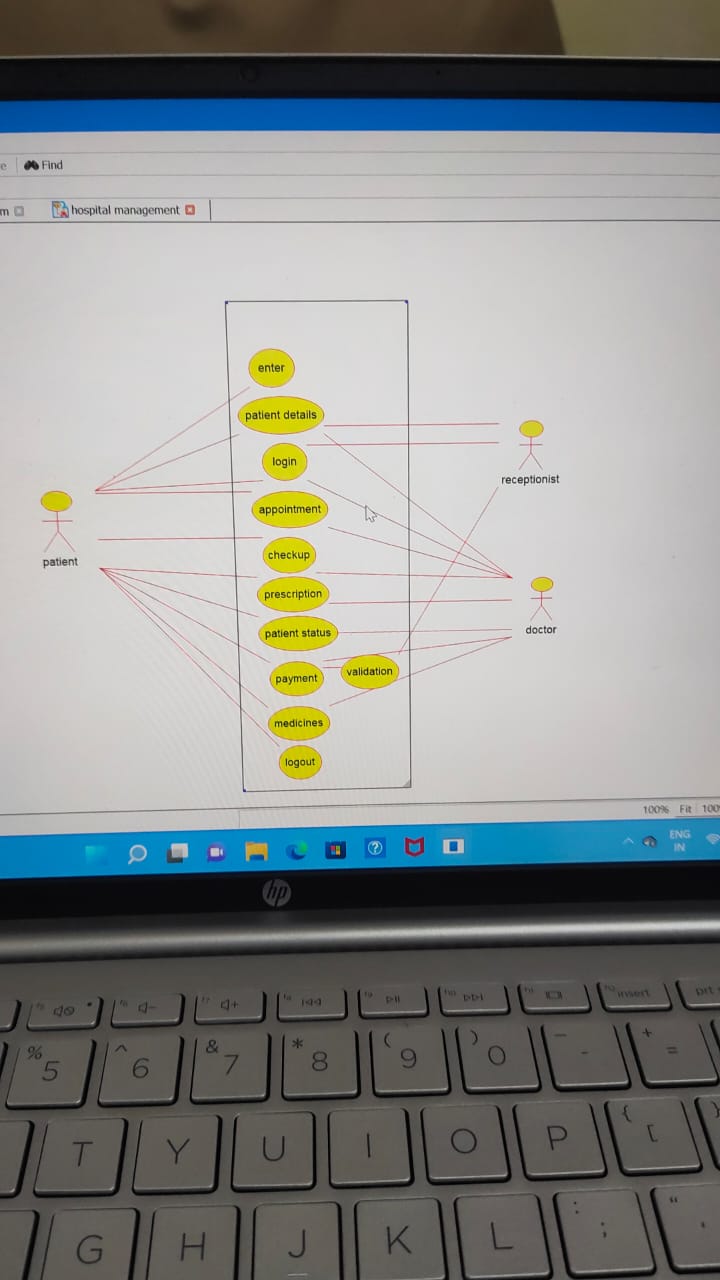 e
Find
m
hospital management
enter
patient details
login
receptionist
appointment
patient
checkup
prescription
doctor
patient status
validation
payment
medicines
logout
100% Fit 100
ENG
IN
hp
insert
prt
% 5
^ 6
& 7
* 8
( 9
) 0
_ -
+ =
T Y U I O P { [
G H J K L : ; " '